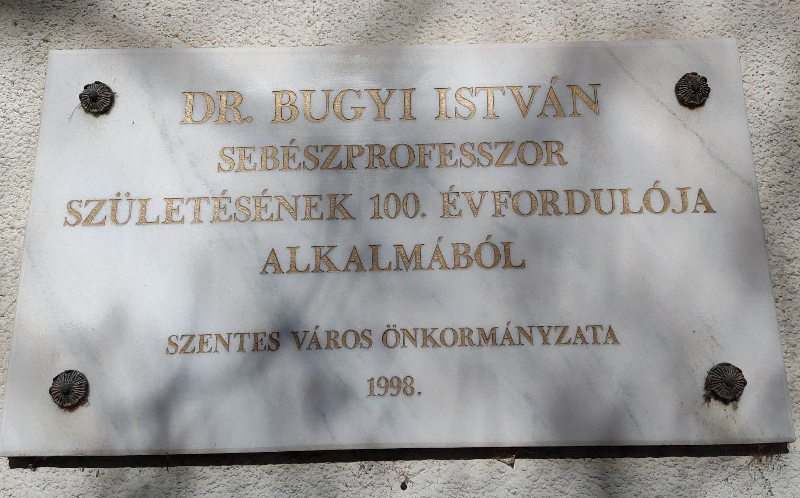 DR. BUGYI ISTVÁN
SEBÉSZPROFESSZOR
SZÜLETÉSÉNEK 100. ÉVFORDULÓJA
ALKALMÁBÓL
SZENTES VÁROS ÖNKORMÁNYZATA
1998.